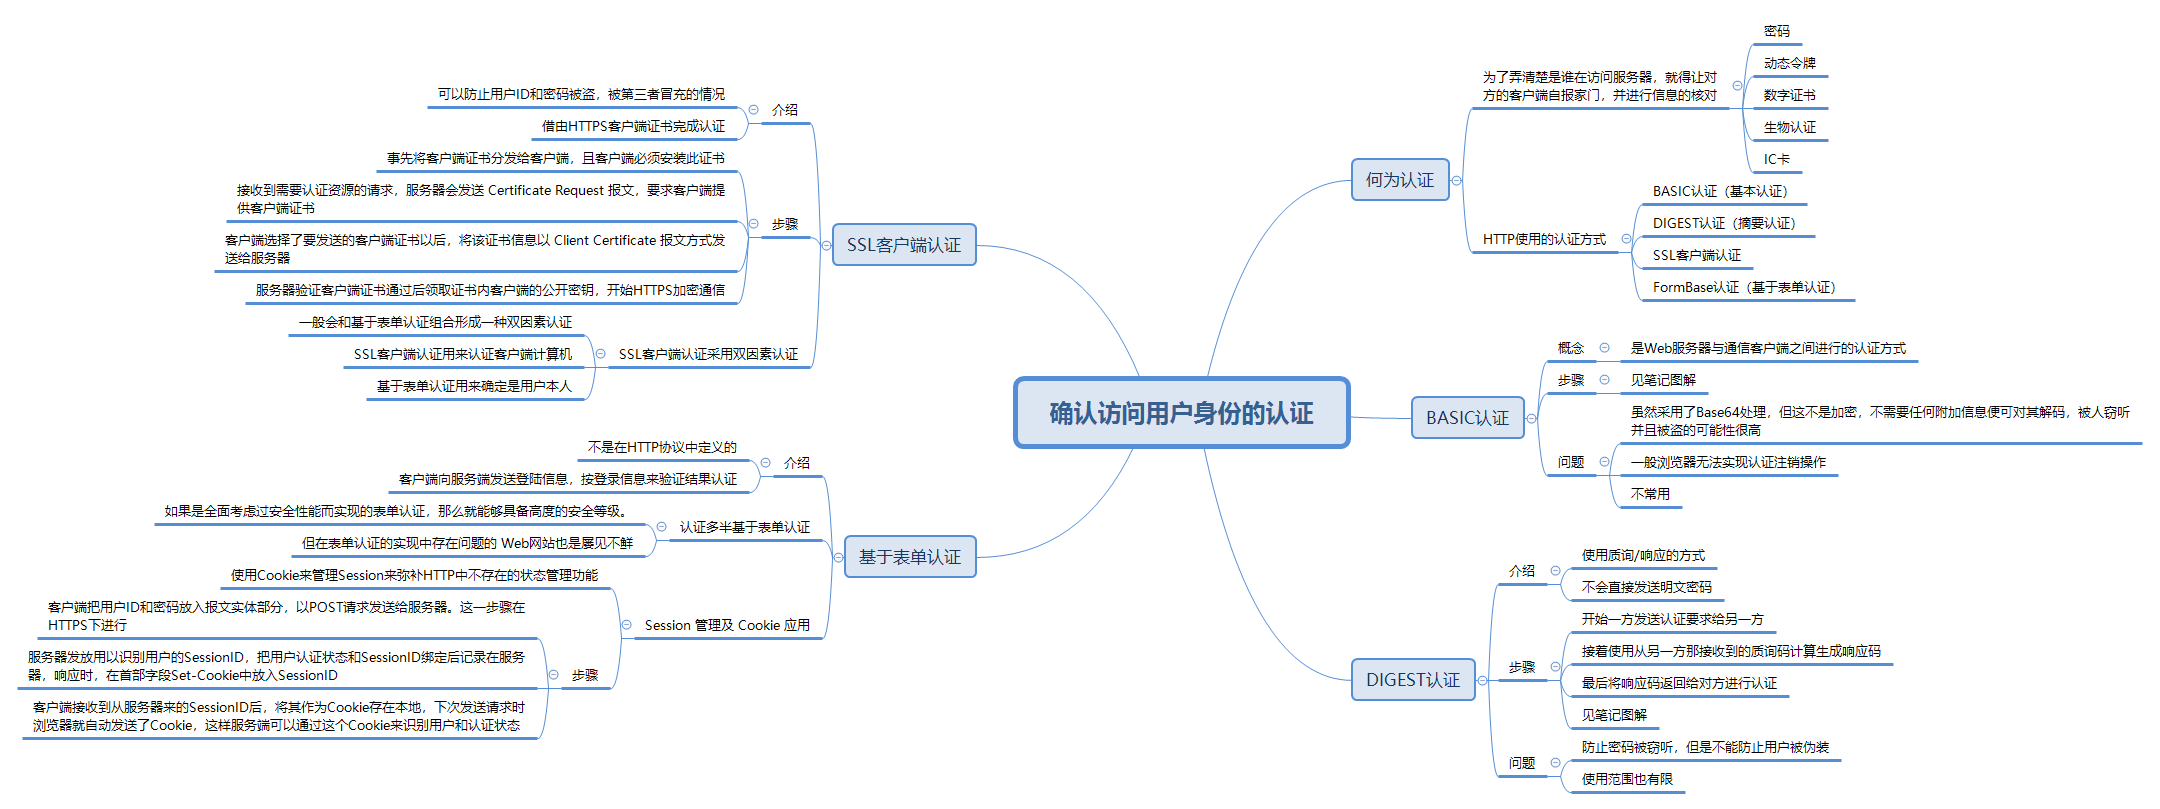 确认访问用户身份的认证
何为认证
为了弄清楚是谁在访问服务器，就得让对
方的客户端自报家门，并进行信息的核对
密码
动态令牌
数字证书
生物认证
IC卡
HTTP使用的认证方式
BASIC认证（基本认证）
DIGEST认证（摘要认证）
SSL客户端认证
FormBase认证（基于表单认证）
BASIC认证
概念
是Web服务器与通信客户端之间进行的认证方式
步骤
见笔记图解
问题
虽然采用了Base64处理，但这不是加密，不需要任何附加信息便可对其解码，被人窃听
并且被盗的可能性很高
一般浏览器无法实现认证注销操作
不常用
DIGEST认证
介绍
使用质询/响应的方式
不会直接发送明文密码
步骤
开始一方发送认证要求给另一方
接着使用从另一方那接收到的质询码计算生成响应码
最后将响应码返回给对方进行认证
见笔记图解
问题
防止密码被窃听，但是不能防止用户被伪装
使用范围也有限
SSL客户端认证
介绍
可以防止用户ID和密码被盗，被第三者冒充的情况
借由HTTPS客户端证书完成认证
步骤
事先将客户端证书分发给客户端，且客户端必须安装此证书
接收到需要认证资源的请求，服务器会发送 Certificate Request 报文，要求客户端提
供客户端证书
客户端选择了要发送的客户端证书以后，将该证书信息以 Client Certificate 报文方式发
送给服务器
服务器验证客户端证书通过后领取证书内客户端的公开密钥，开始HTTPS加密通信
SSL客户端认证采用双因素认证
一般会和基于表单认证组合形成一种双因素认证
SSL客户端认证用来认证客户端计算机
基于表单认证用来确定是用户本人
基于表单认证
介绍
不是在HTTP协议中定义的
客户端向服务端发送登陆信息，按登录信息来验证结果认证
认证多半基于表单认证
如果是全面考虑过安全性能而实现的表单认证，那么就能够具备高度的安全等级。
但在表单认证的实现中存在问题的 Web网站也是屡见不鲜
Session 管理及 Cookie 应用
使用Cookie来管理Session来弥补HTTP中不存在的状态管理功能
步骤
客户端把用户ID和密码放入报文实体部分，以POST请求发送给服务器。这一步骤在
HTTPS下进行
服务器发放用以识别用户的SessionID，把用户认证状态和SessionID绑定后记录在服务
器，响应时，在首部字段Set-Cookie中放入SessionID
客户端接收到从服务器来的SessionID后，将其作为Cookie存在本地，下次发送请求时
浏览器就自动发送了Cookie，这样服务端可以通过这个Cookie来识别用户和认证状态